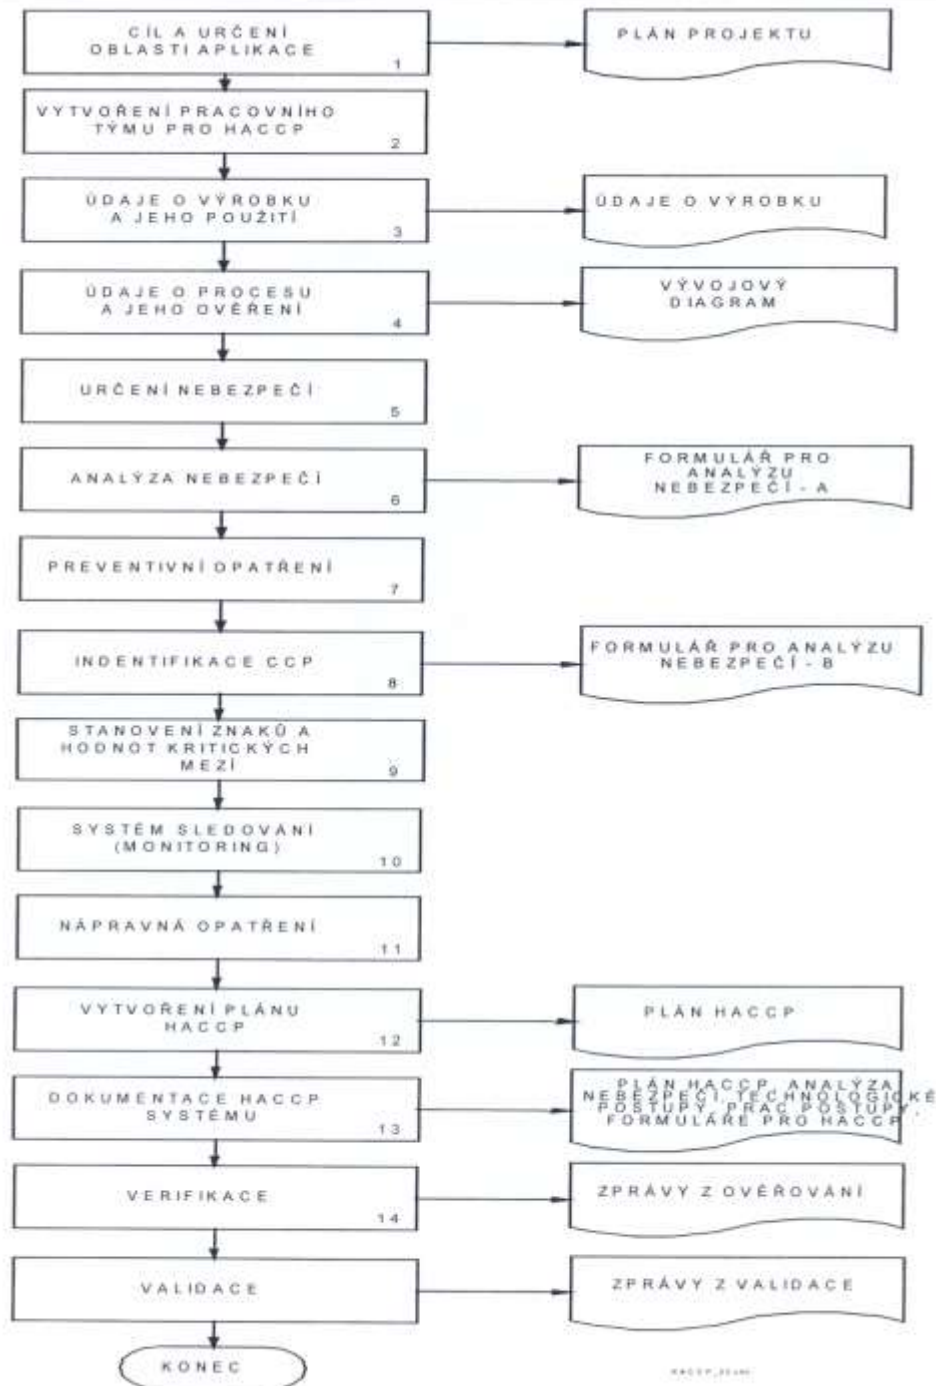 CÍL A URČENÍ
OBLASTI APLIKACE
1
PLÁN PROJEKTU
VYTVOŘENÍ PRACOVNÍHO
TÝMU PRO HACCP
2
ÚDAJE O VÝROBKU
A JEHO POUŽITÍ
3
ÚDAJE O VÝROBKU
ÚDAJE O PROCESU
A JEHO OVĚŘENÍ
4
VÝVOJOVÝ
DIAGRAM
URČENÍ NEBEZPEČÍ
5
ANALÝZA NEBEZPEČÍ
6
FORMULÁŘ PRO
ANALÝZU
NEBEZPEČÍ - A
PREVENTIVNÍ OPATŘENÍ
7
INDENTIFIKACE CCP
8
FORMULÁŘ PRO ANALÝZU
NEBEZPEČÍ - B
STANOVENÍ ZNAKŮ A
HODNOT KRITICKÝCH
MEZÍ
9
SYSTÉM SLEDOVÁNÍ
(MONITORING)
10
NÁPRAVNÁ OPATŘENÍ
11
VYTVOŘENÍ PLÁNU
HACCP
12
PLÁN HACCP
DOKUMENTACE HACCP
SYSTÉMU
13
PLÁN HACCP, ANALÝZA
NEBEZPEČÍ, TECHNOLOGICKÉ
POSTUPY, PRAC POSTUPY,
FORMULÁŘE PRO HACCP
VERIFIKACE
14
ZPRÁVY Z OVĚŘOVÁNÍ
VALIDACE
ZPRÁVY Z VALIDACE
KONEC